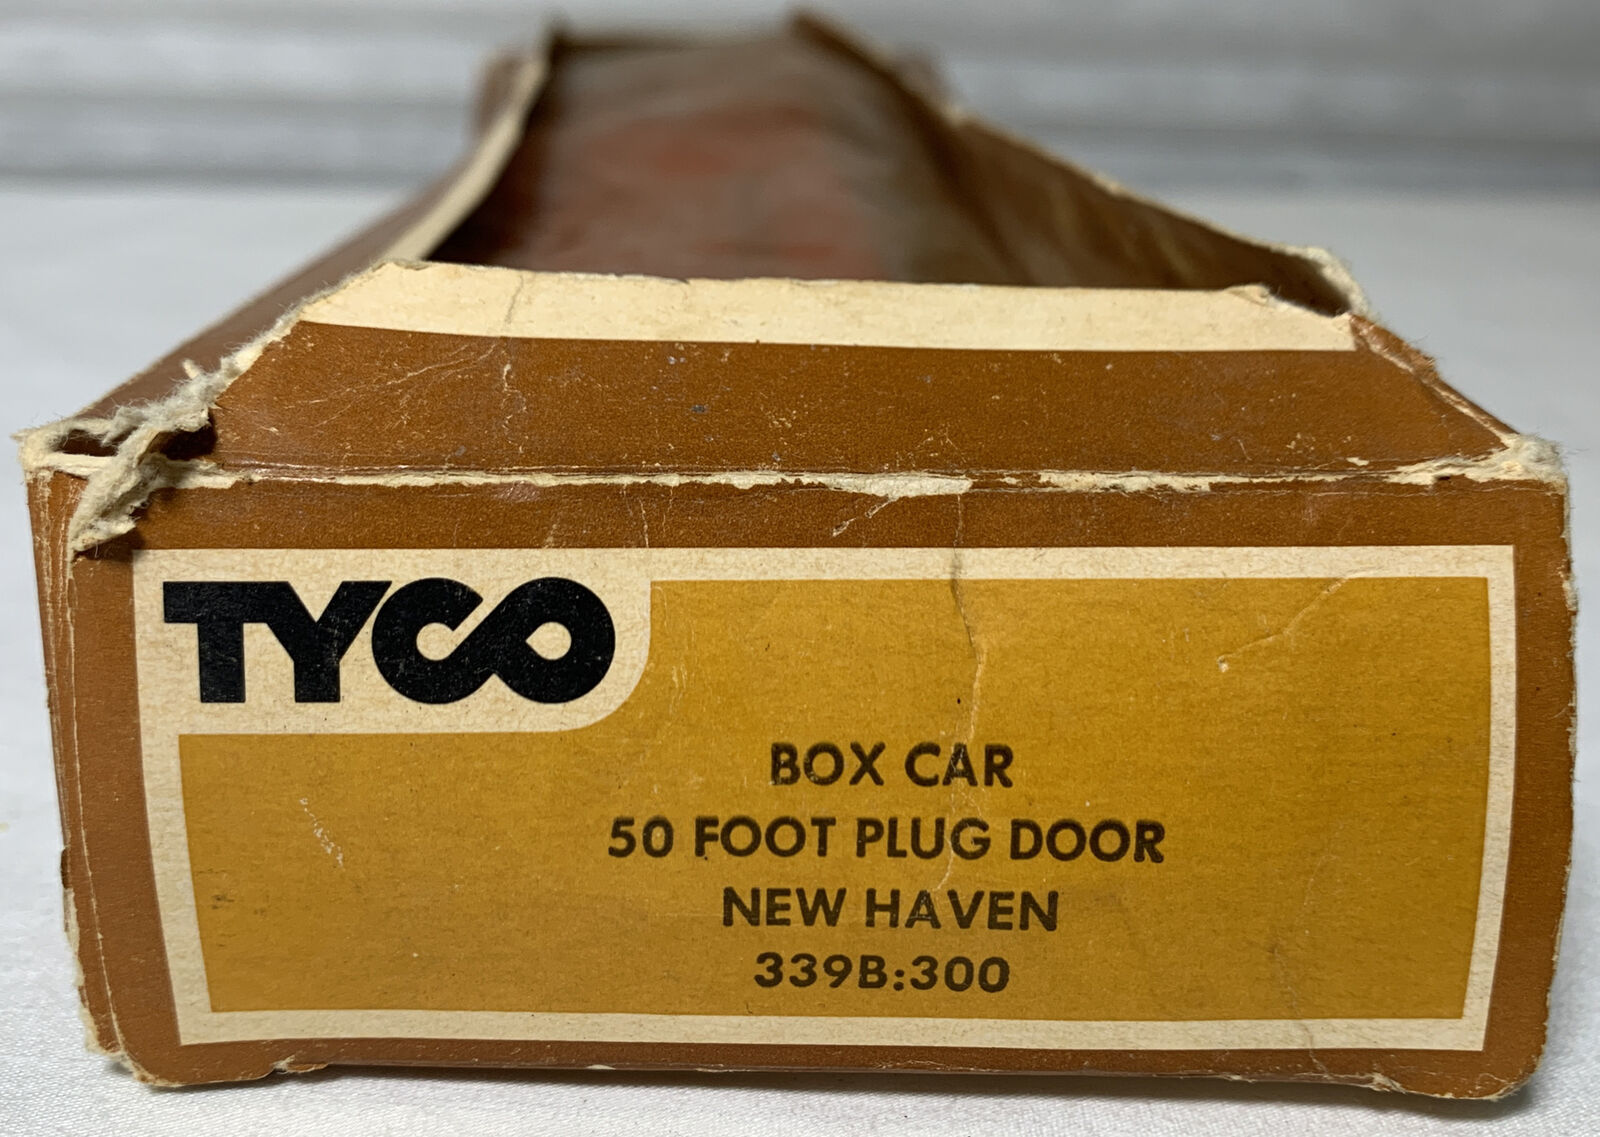 TYCO
BOX CAR
50 FOOT PLUG DOOR
NEW HAVEN
339B:300